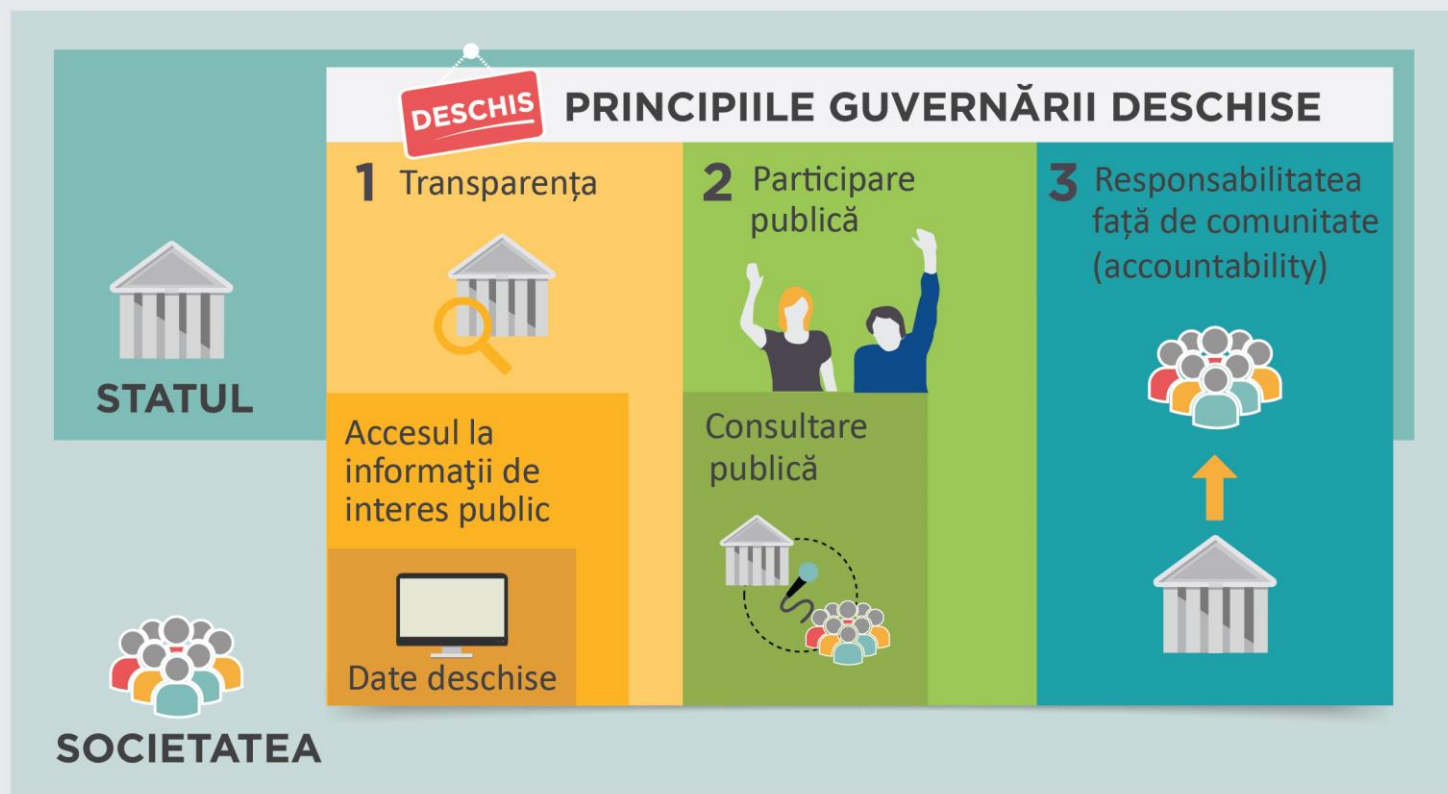 DESCHIS
PRINCIPIILE GUVERNĂRII DESCHISE
1 Transparența
Accesul la
informaţii de
interes public
Date deschise
2 Participare
publică
Consultare
publică
3 Responsabilitatea
față de comunitate
(accountability)
STATUL
SOCIETATEA